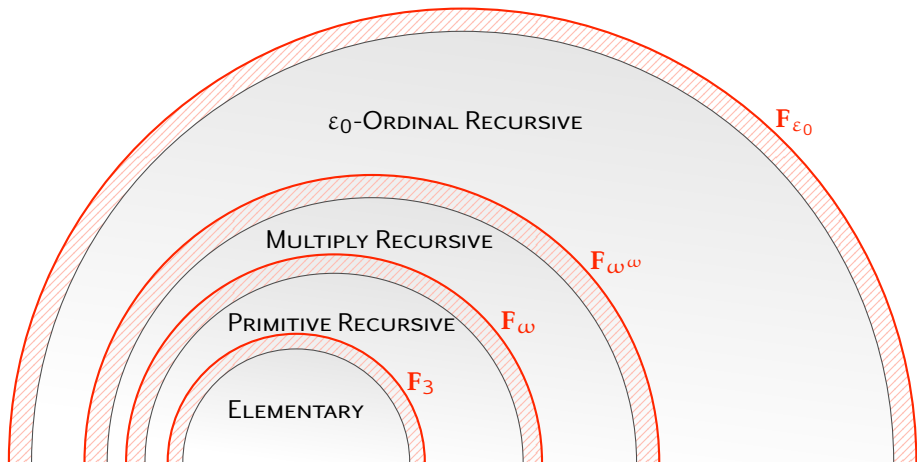 ε₀-Ordinal Recursive
F_ε₀
Multiply Recursive
F_ω^ω
Primitive Recursive
F_ω
F₃
Elementary